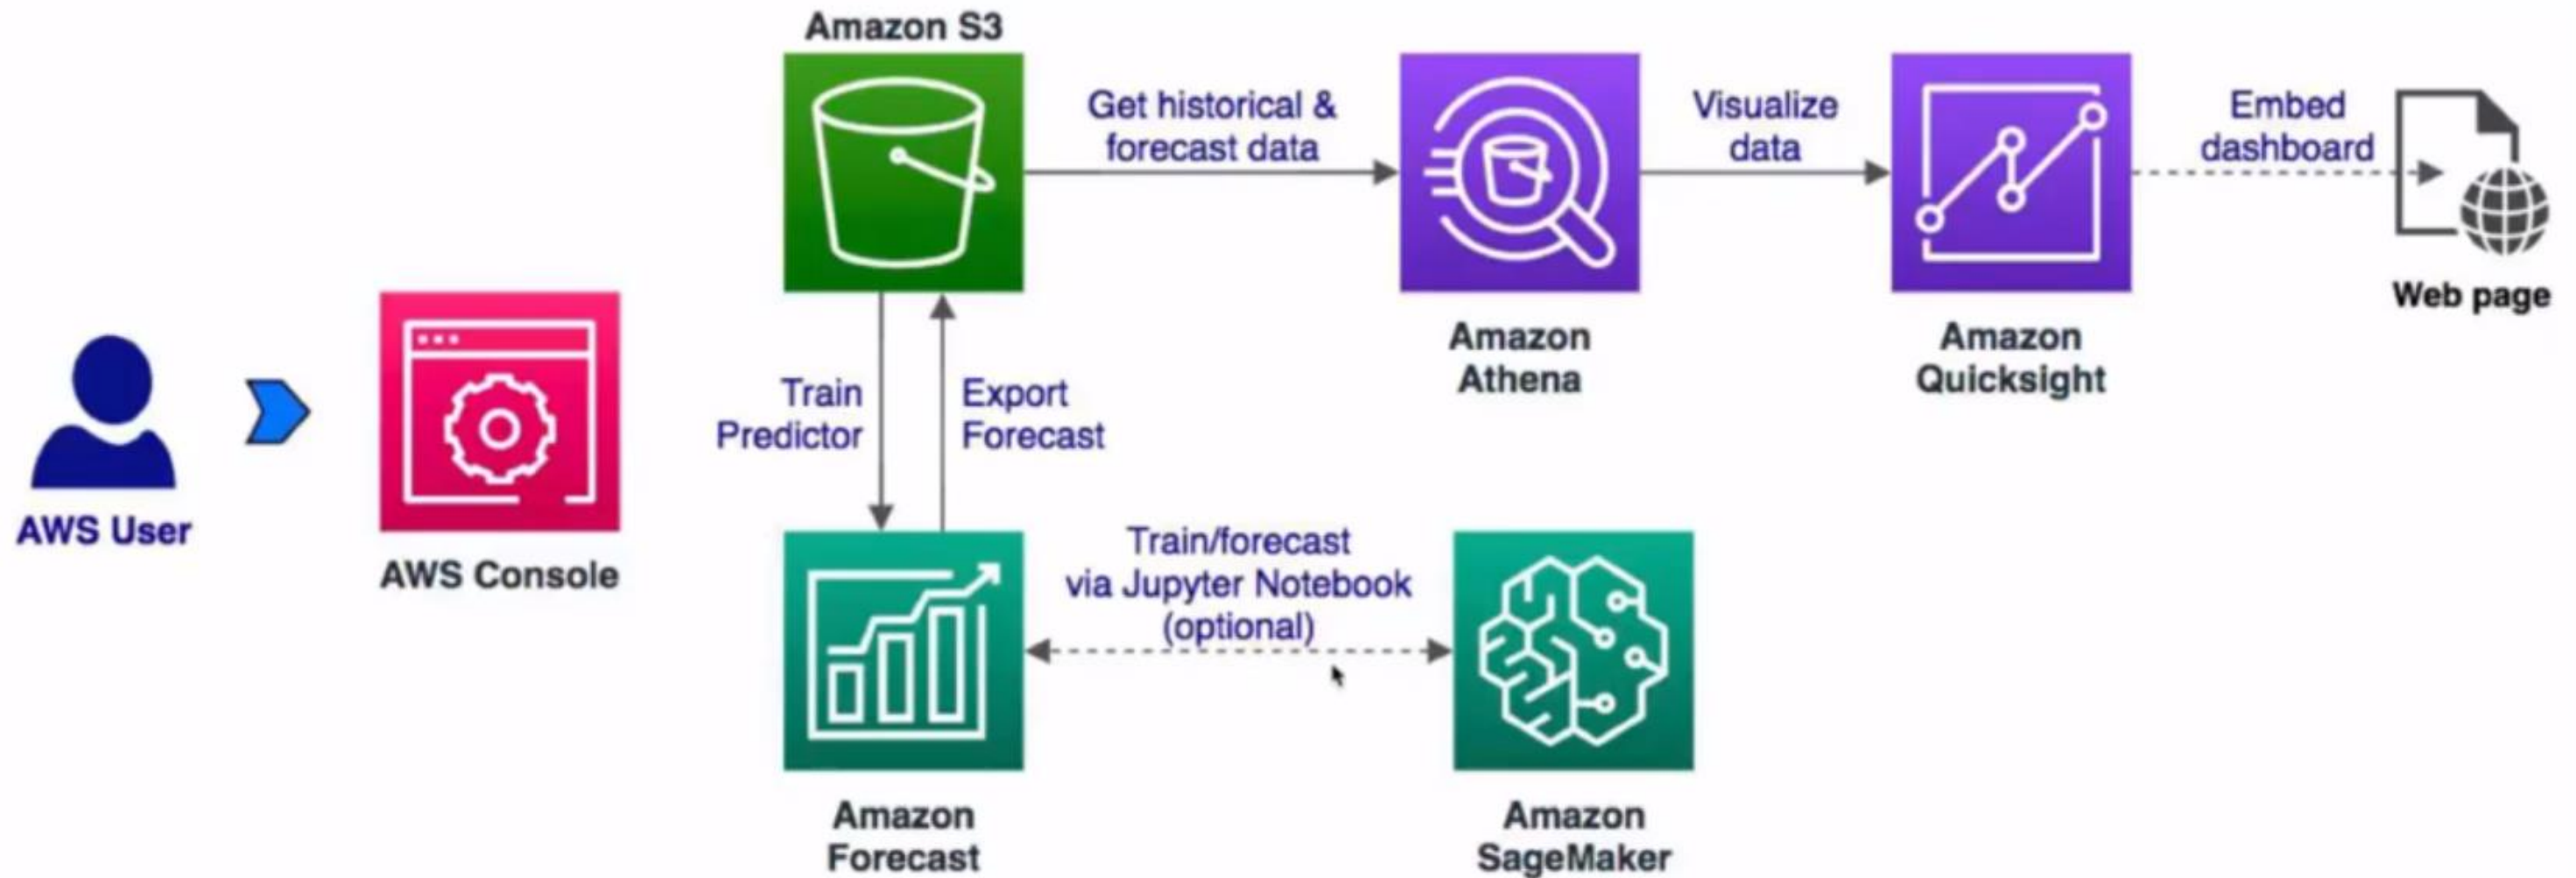 Amazon S3
Get historical &
forecast data
Visualize
data
Embed
dashboard
Web page
Amazon
Athena
Amazon
Quicksight
Train
Predictor
Export
Forecast
AWS User
AWS Console
Train/forecast
via Jupyter Notebook
(optional)
Amazon
Forecast
Amazon
SageMaker